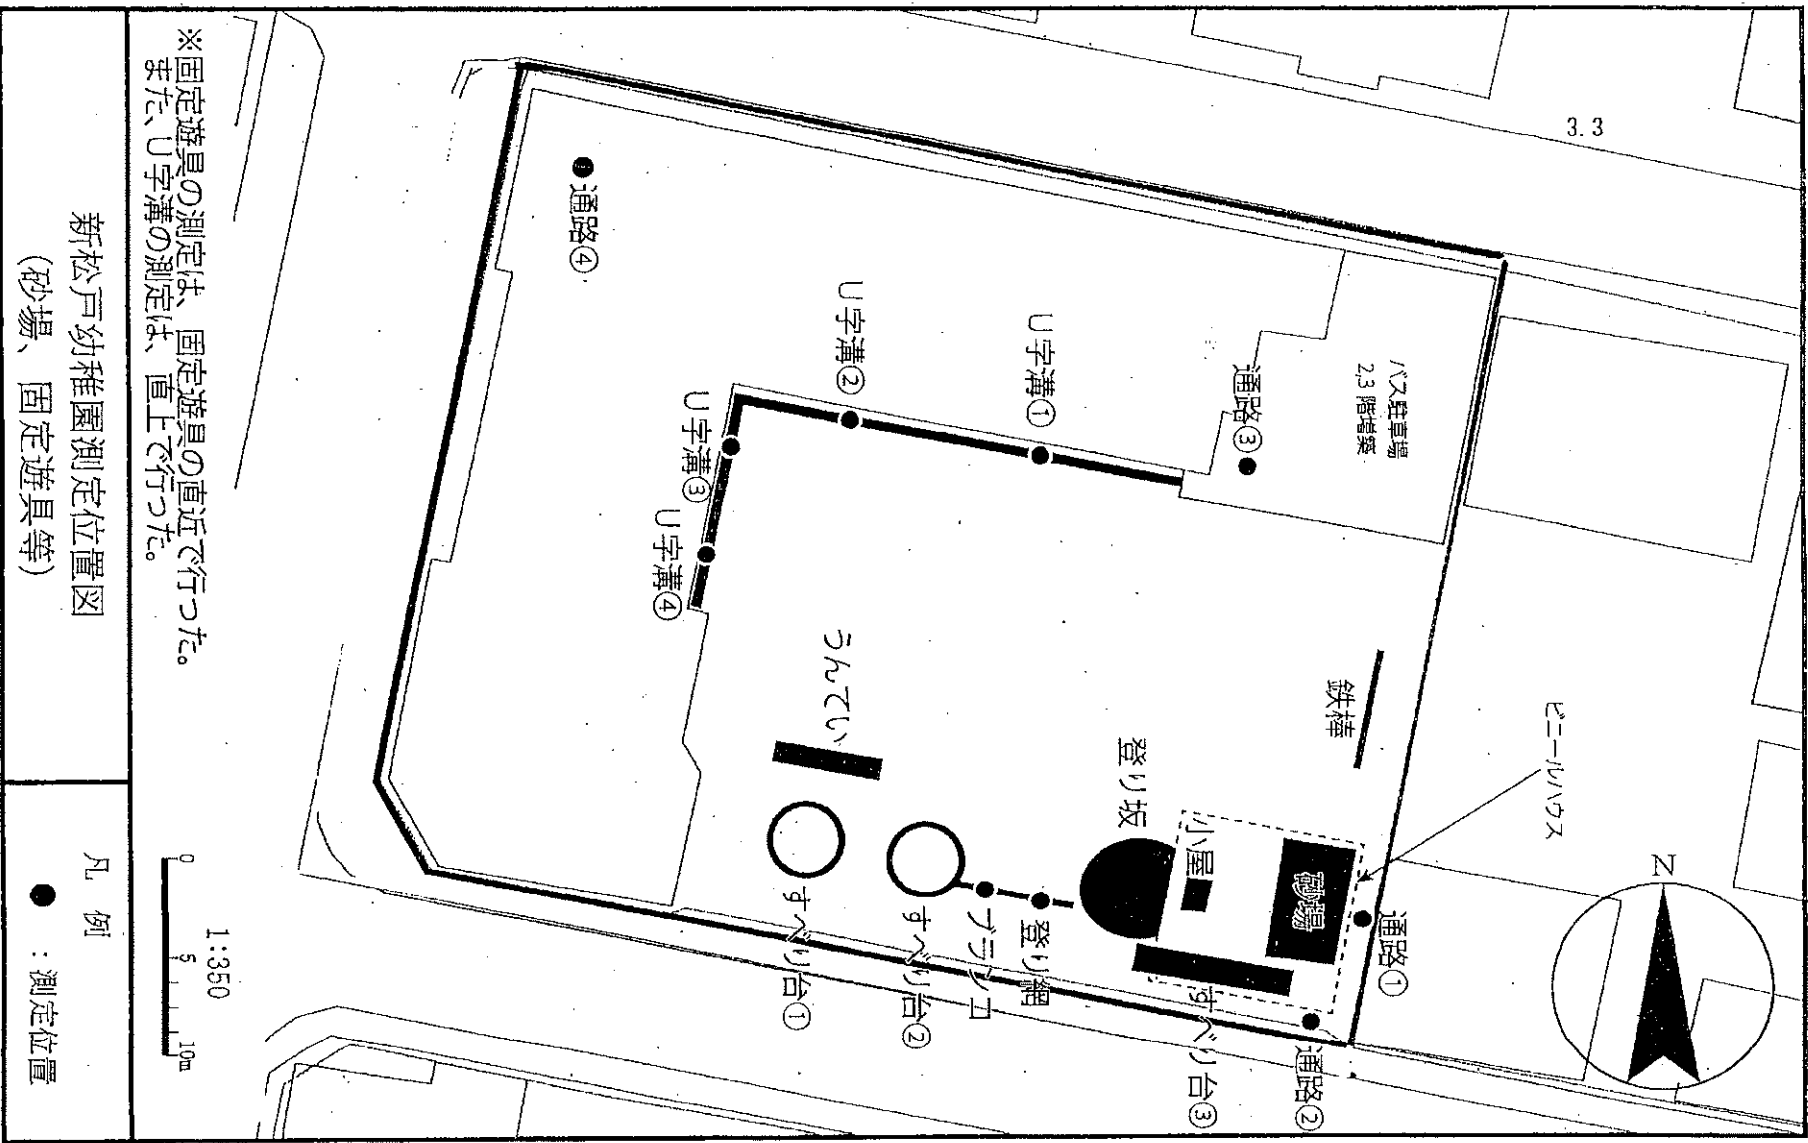 3.3
バス駐車場
2,3 階増築
ビニールハウス
N
通路①
通路②
通路③
通路④
U字溝①
U字溝②
U字溝③
U字溝④
鉄棒
砂場
小屋
登り坂
すべり台③
登り網
ブランコ
すべり台②
すべり台①
うんてい
1:350
0 5 10m
※固定遊具の測定は、固定遊具の直近で行った。
また、U字溝の測定は、直上で行った。
新松戸幼稚園測定位置図
(砂場、固定遊具等)
凡 例
● : 測定位置